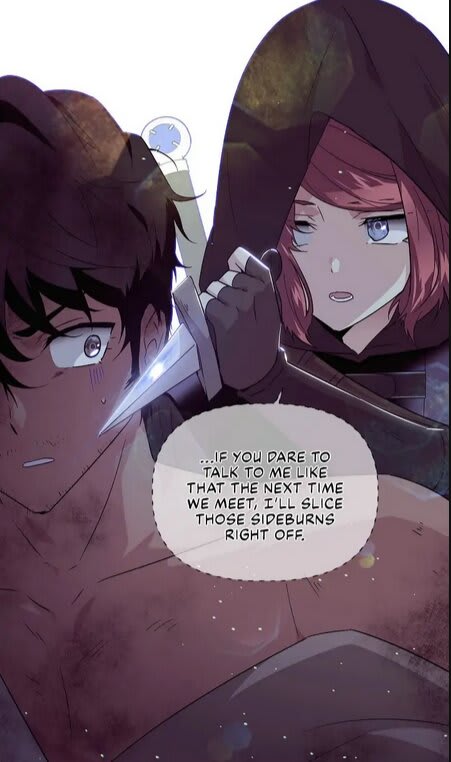 ...IF YOU DARE TO
TALK TO ME LIKE
THAT THE NEXT TIME
WE MEET, I'LL SLICE
THOSE SIDEBURNS
RIGHT OFF.